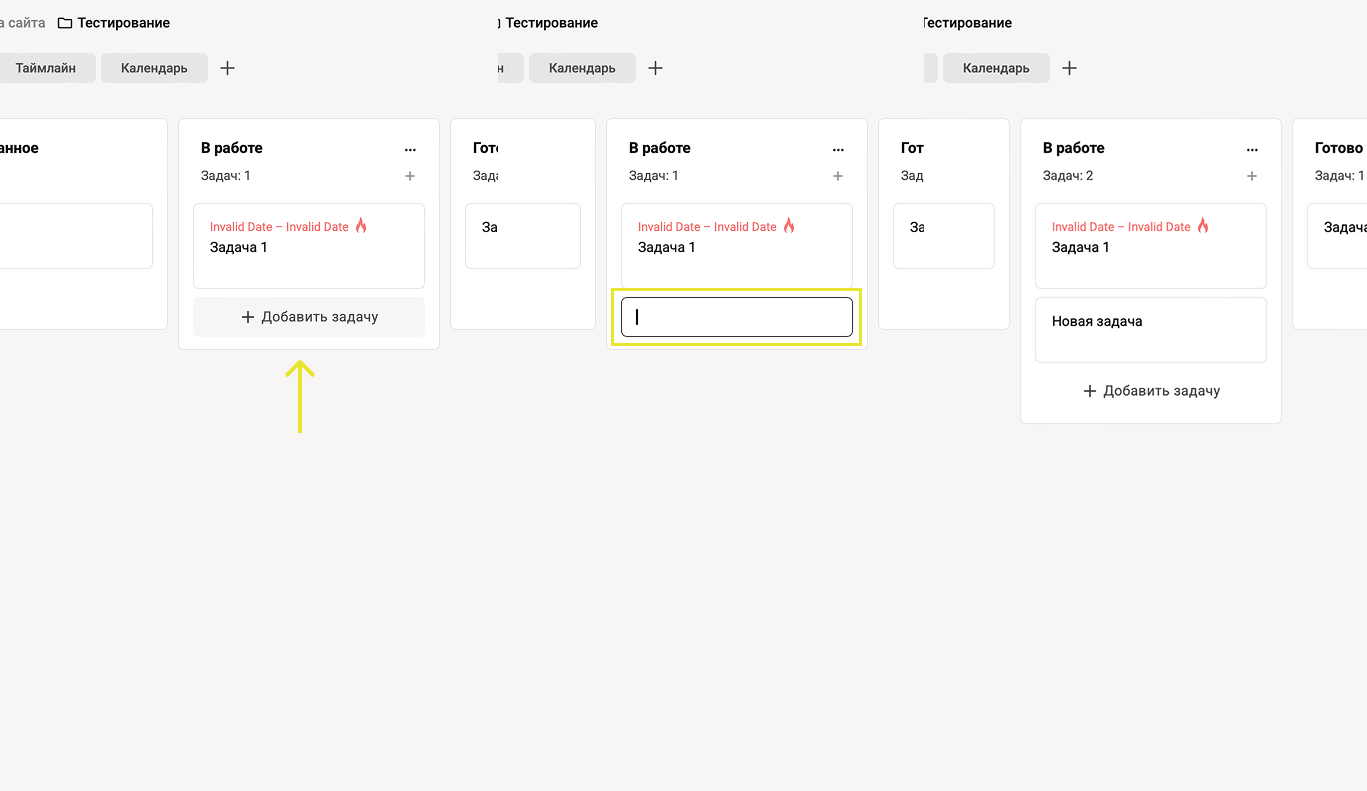 а сайта Тестирование
Таймлайн Календарь
анное
В работе
Задач: 1
Invalid Date – Invalid Date
Задача 1
Добавить задачу
Гот
Зад
За
Тестирование
н Календарь
В работе
Задач: 1
Invalid Date – Invalid Date
Задача 1
Гот
Зад
За
Тестирование
Календарь
В работе
Задач: 2
Invalid Date – Invalid Date
Задача 1
Новая задача
Добавить задачу
Готово
Задач: 1
Задача